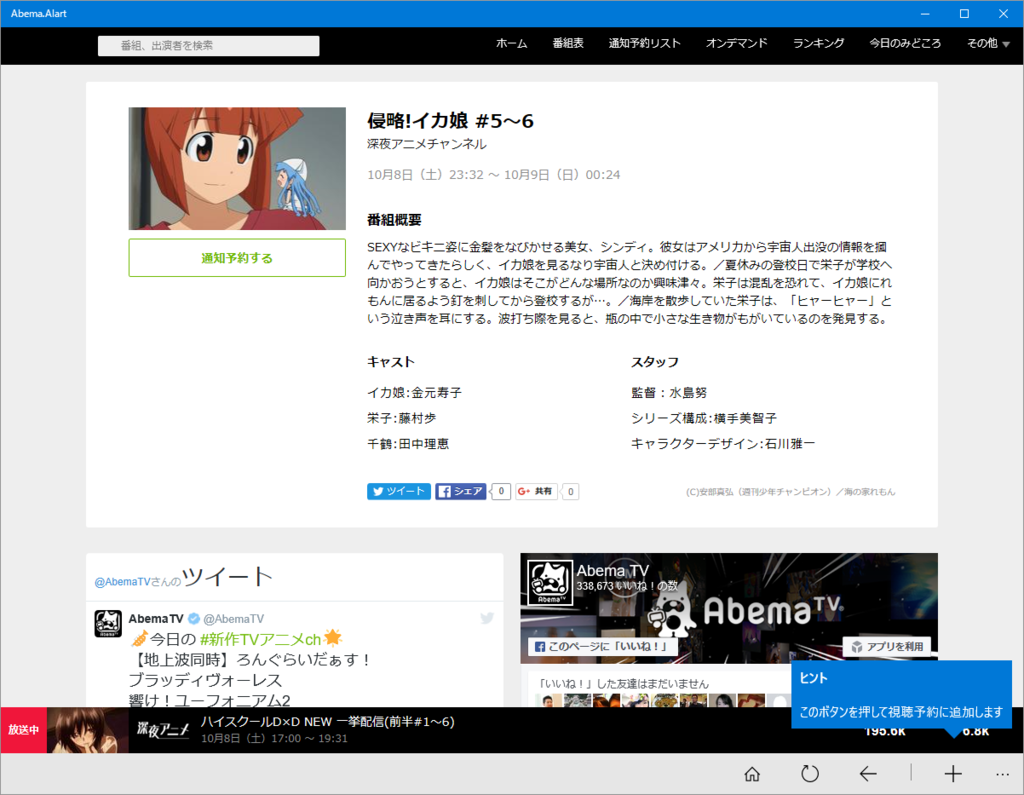 Abema.Alart
番組、出演者を検索
ホーム 番組表 通知予約リスト オンデマンド ランキング 今日のみどころ その他
侵略!イカ娘 #5〜6
深夜アニメチャンネル
10月8日（土）23:32 〜 10月9日（日）00:24
通知予約する
番組概要
SEXYなビキニ姿に金髪をなびかせる美女、シンディ。彼女はアメリカから宇宙人出没の情報を掴
んでやってきたらしく、イカ娘を見るなり宇宙人と決め付ける。／夏休みの登校日で栄子が学校へ
向かおうとすると、イカ娘はそこがどんな場所なのか興味津々。栄子は混乱を恐れて、イカ娘にれ
もんに居るよう釘を刺してから登校するが…。／海岸を散歩していた栄子は、「ヒャーヒャー」と
いう泣き声を耳にする。波打ち際を見ると、瓶の中で小さな生き物がもがいているのを発見する。
キャスト
イカ娘:金元寿子
栄子:藤村歩
千鶴:田中理恵
スタッフ
監督：水島努
シリーズ構成:横手美智子
キャラクターデザイン:石川雅一
ツイート シェア 0 G+ 共有 0
(C)安部真弘（週刊少年チャンピオン）／海の家れもん
@AbemaTVさんのツイート
AbemaTV @AbemaTV
今日の #新作TVアニメch
【地上波同時】ろんぐらいだぁす！
ブラッディヴォーレス
響け！ユーフォニアム2
AbemaTV
Abema TV
338,673 いいね！の数
AbemaTV
このページに「いいね！」
アプリを利用
「いいね！」した友達はまだいません
ヒント
このボタンを押して視聴予約に追加します
放送中
深夜アニメ
ハイスクールD×D NEW 一挙配信(前半#1〜6)
10月8日（土）17:00 〜 19:31
195.6k 6.8k